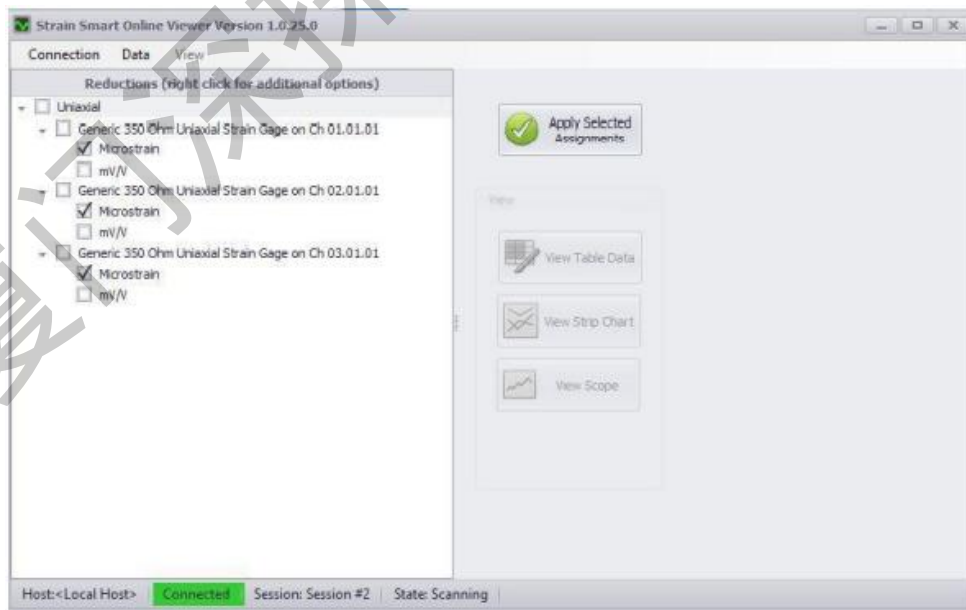 Strain Smart Online Viewer Version 1.0.25.0
Connection Data View
Reductions (right click for additional options)
Uniaxial
Generic 350 Ohm Uniaxial Strain Gage on Ch 01.01.01
Microstrain
mV/V
Generic 350 Ohm Uniaxial Strain Gage on Ch 02.01.01
Microstrain
mV/V
Generic 350 Ohm Uniaxial Strain Gage on Ch 03.01.01
Microstrain
mV/V
Apply Selected
Assignments
View
View Table Data
View Strip Chart
View Scope
Host:<Local Host> Connected Session: Session #2 State: Scanning
厦门深